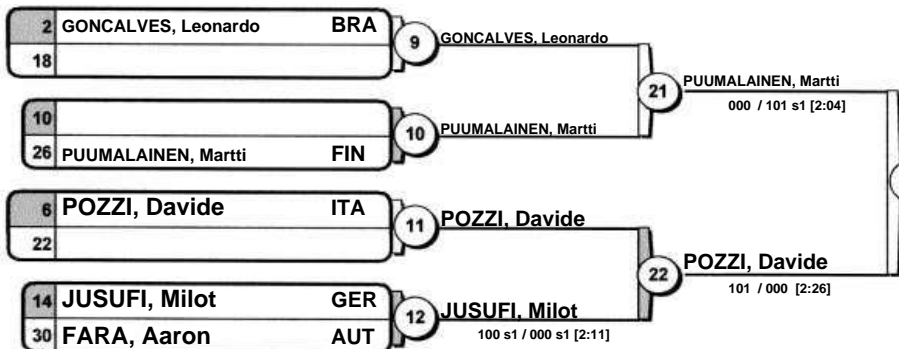 2 GONCALVES, Leonardo BRA
18
9 GONCALVES, Leonardo
10
26 PUUMALAINEN, Martti FIN
10 PUUMALAINEN, Martti
21 PUUMALAINEN, Martti
000 / 101 s1 [2:04]
6 POZZI, Davide ITA
22
11 POZZI, Davide
14 JUSUFI, Milot GER
30 FARA, Aaron AUT
12 JUSUFI, Milot
100 s1 / 000 s1 [2:11]
22 POZZI, Davide
101 / 000 [2:26]